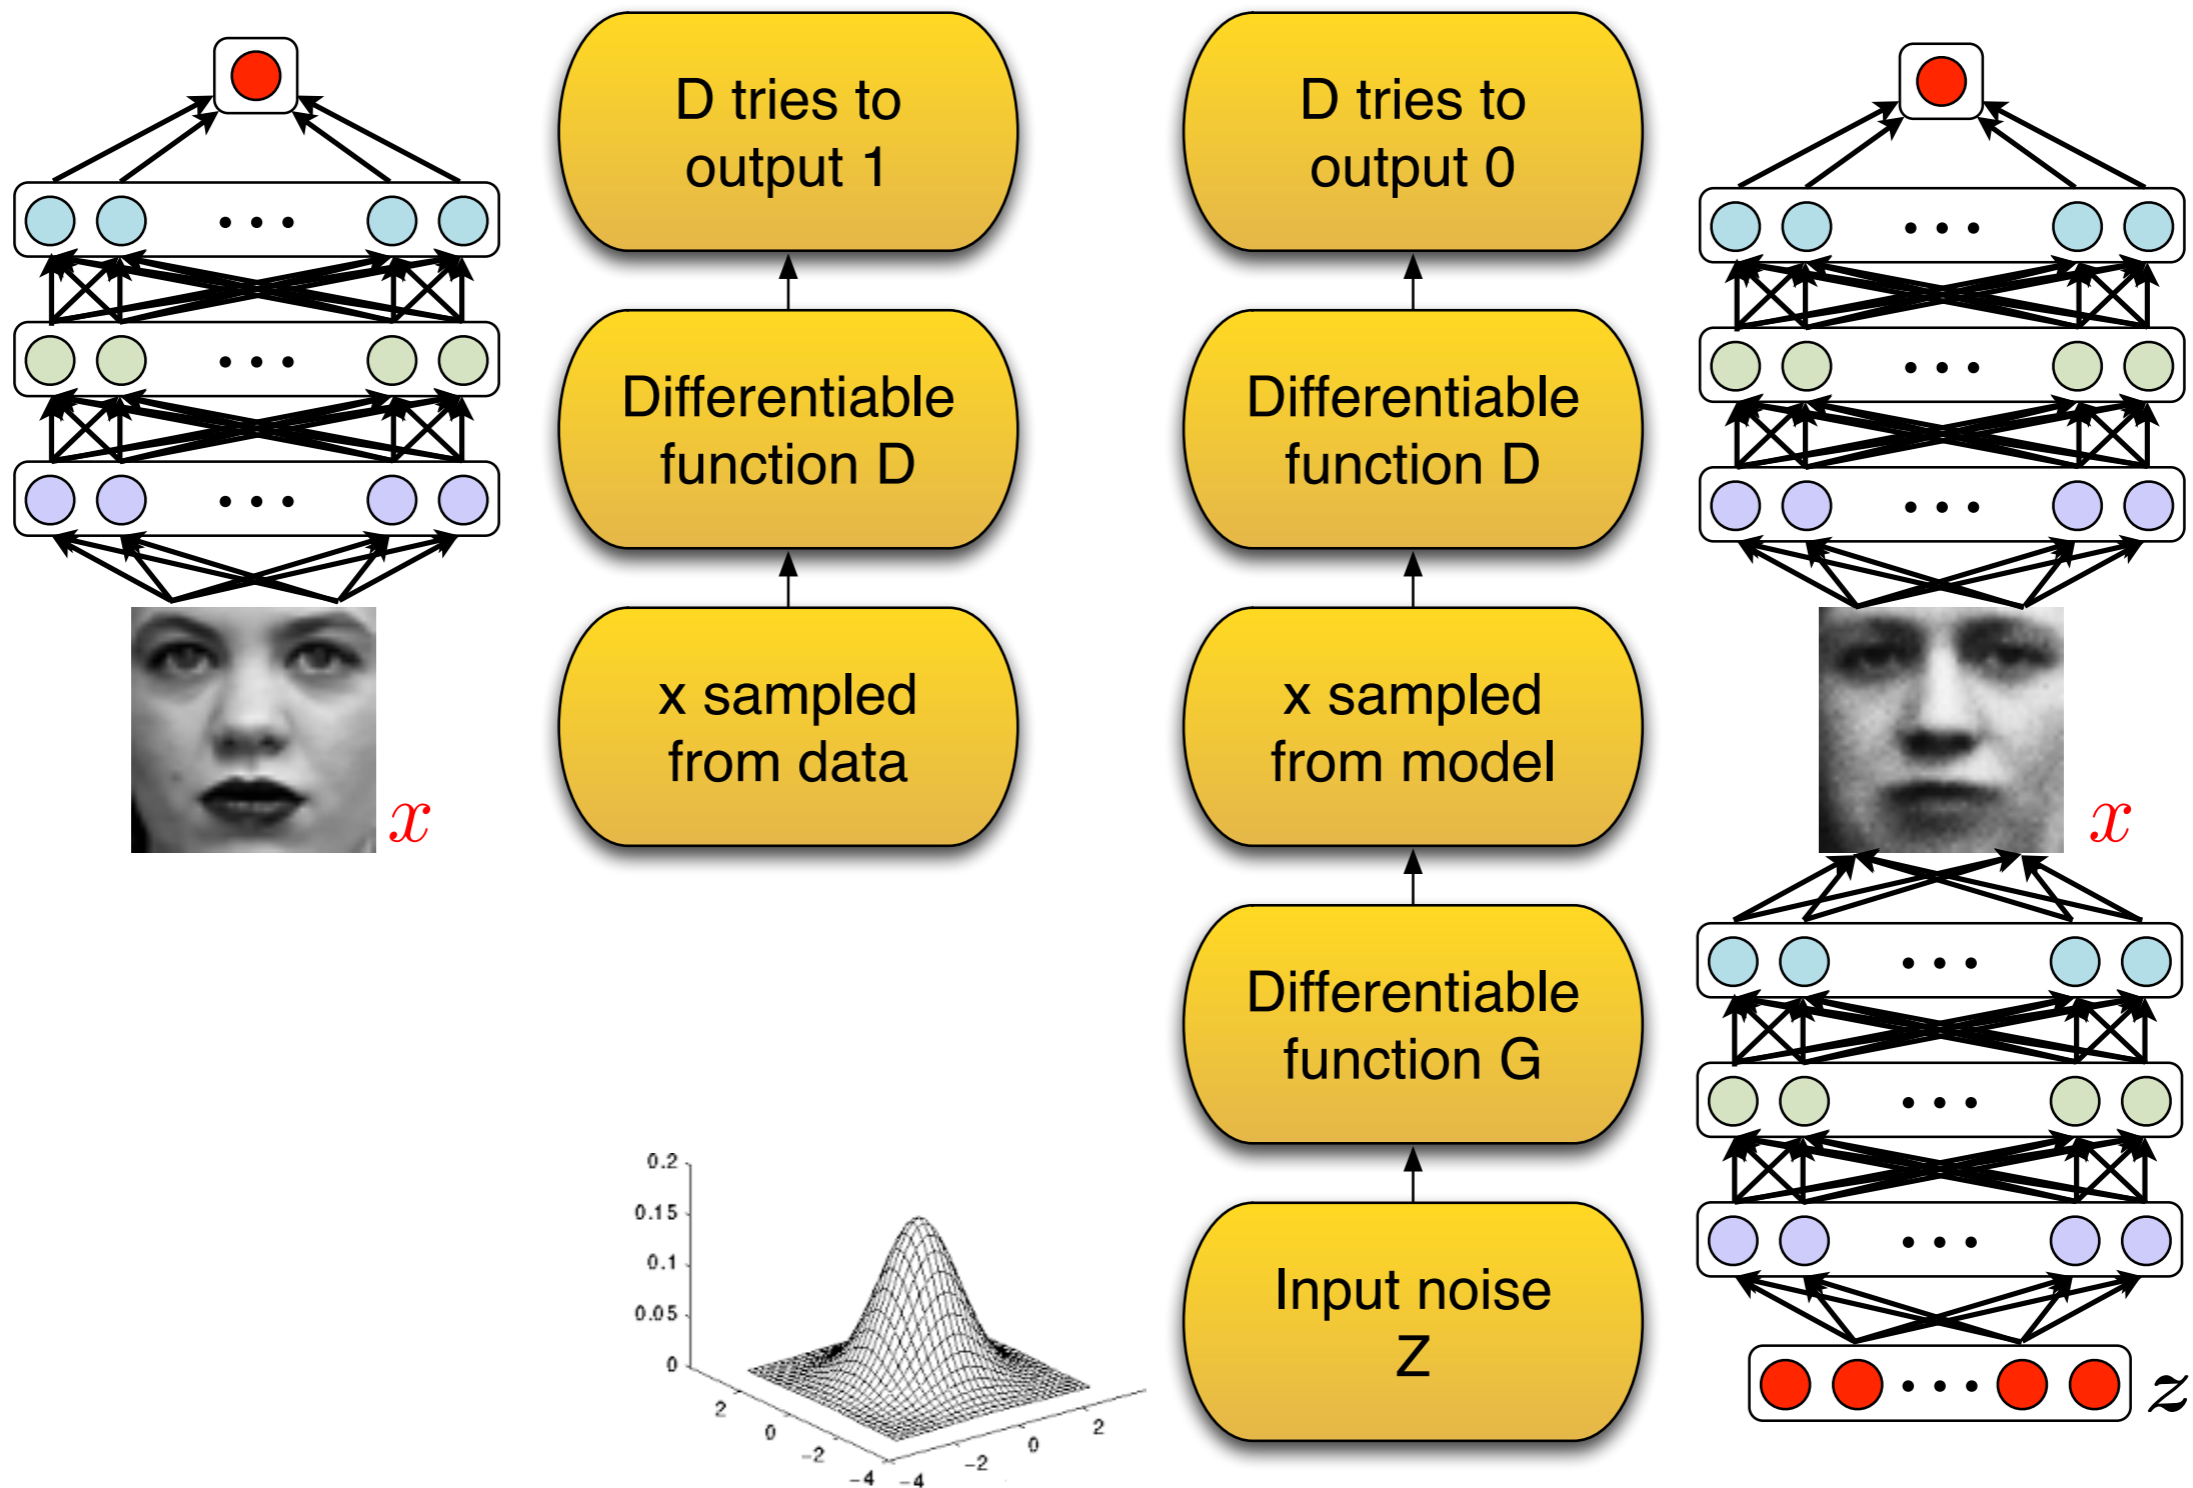 D tries to
output 1
D tries to
output 0
Differentiable
function D
Differentiable
function D
x sampled
from data
x sampled
from model
x
x
Differentiable
function G
Input noise
Z
z
0.2
0.15
0.1
0.05
0
2
0
-2
-4
-4
-2
0
2